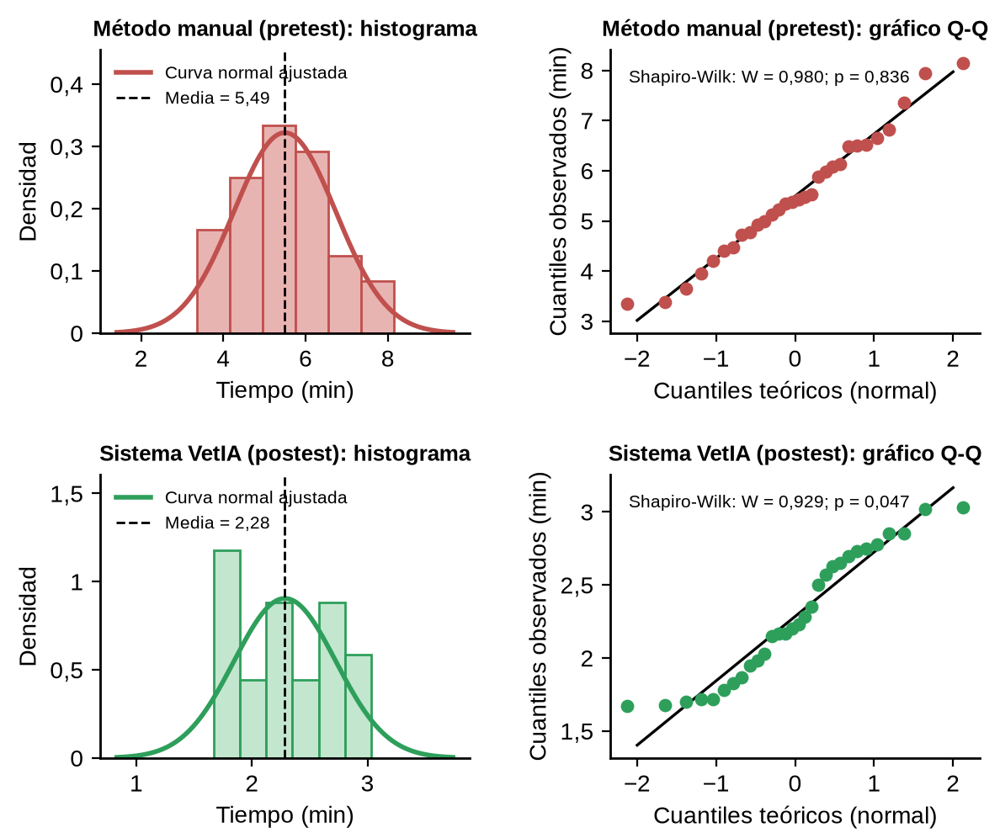 Método manual (pretest): histograma
Curva normal ajustada
Media = 5,49
Densidad
0,4
0,3
0,2
0,1
0
2 4 6 8
Tiempo (min)
Método manual (pretest): gráfico Q-Q
Shapiro-Wilk: W = 0,980; p = 0,836
Cuantiles observados (min)
8
7
6
5
4
3
−2 −1 0 1 2
Cuantiles teóricos (normal)
Sistema VetIA (postest): histograma
Curva normal ajustada
Media = 2,28
Densidad
1,5
1
0,5
0
1 2 3
Tiempo (min)
Sistema VetIA (postest): gráfico Q-Q
Shapiro-Wilk: W = 0,929; p = 0,047
Cuantiles observados (min)
3
2,5
2
1,5
−2 −1 0 1 2
Cuantiles teóricos (normal)